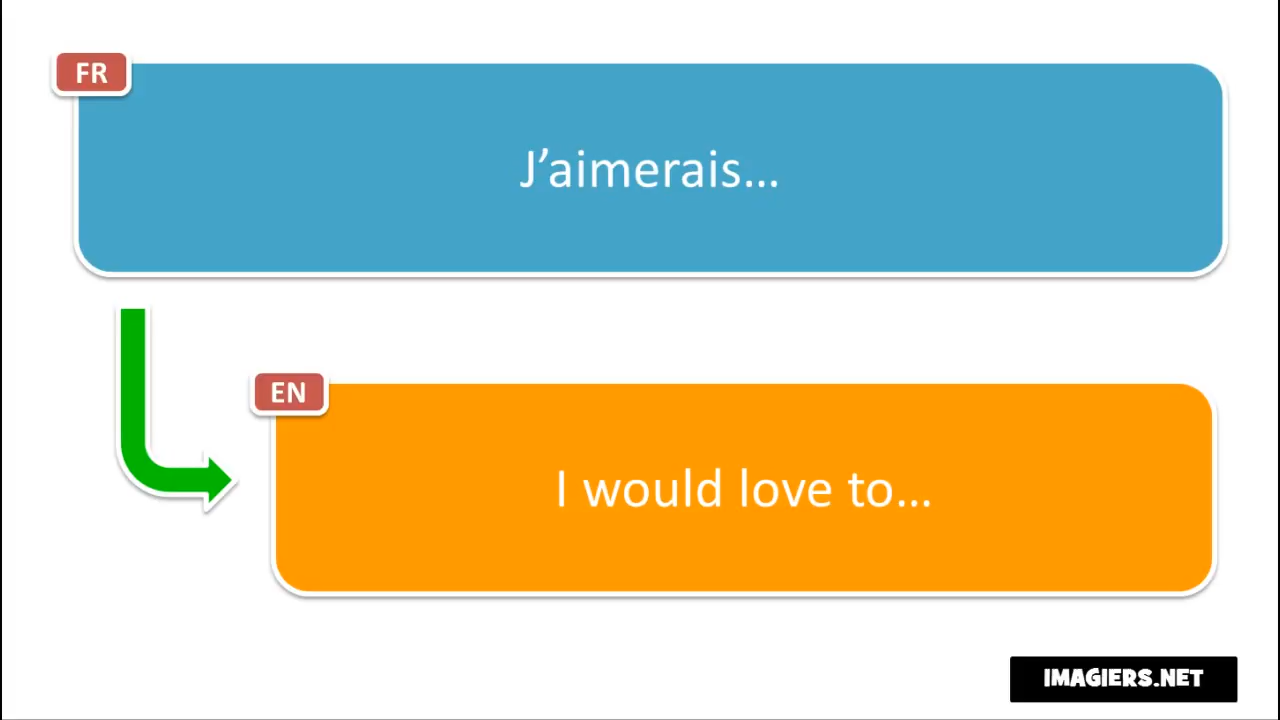 FR
J’aimerais…
EN
I would love to…
IMAGIERS.NET